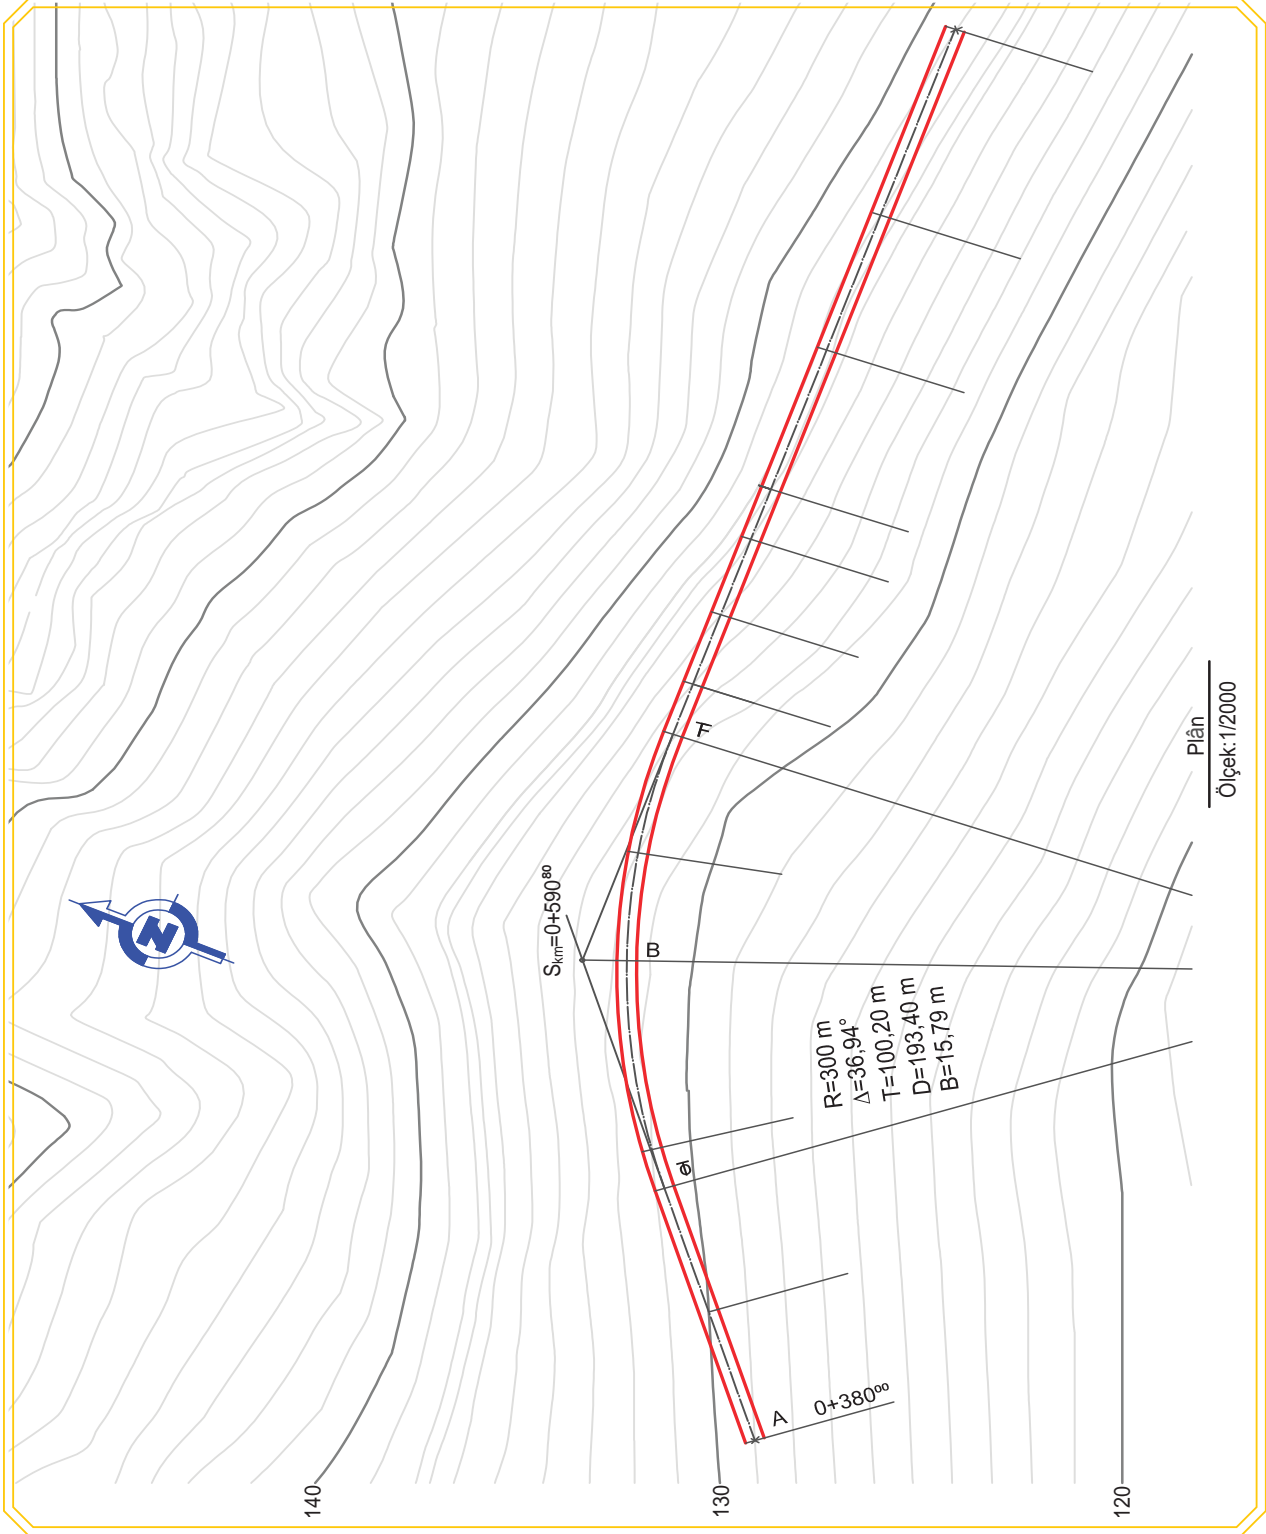 Skm=0+590⁸⁰
T
F
B
R=300 m
Δ=36,94°
T=100,20 m
D=193,40 m
B=15,79 m
A
0+380⁰⁰
140
130
120
Plân
Ölçek:1/2000
N